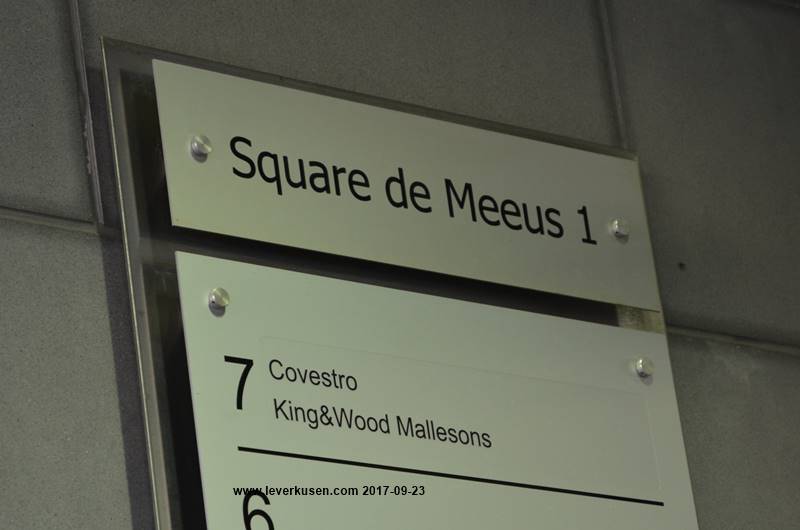 Square de Meeus 1
7 Covestro
King&Wood Mallesons
www.leverkusen.com 2017-09-23
6